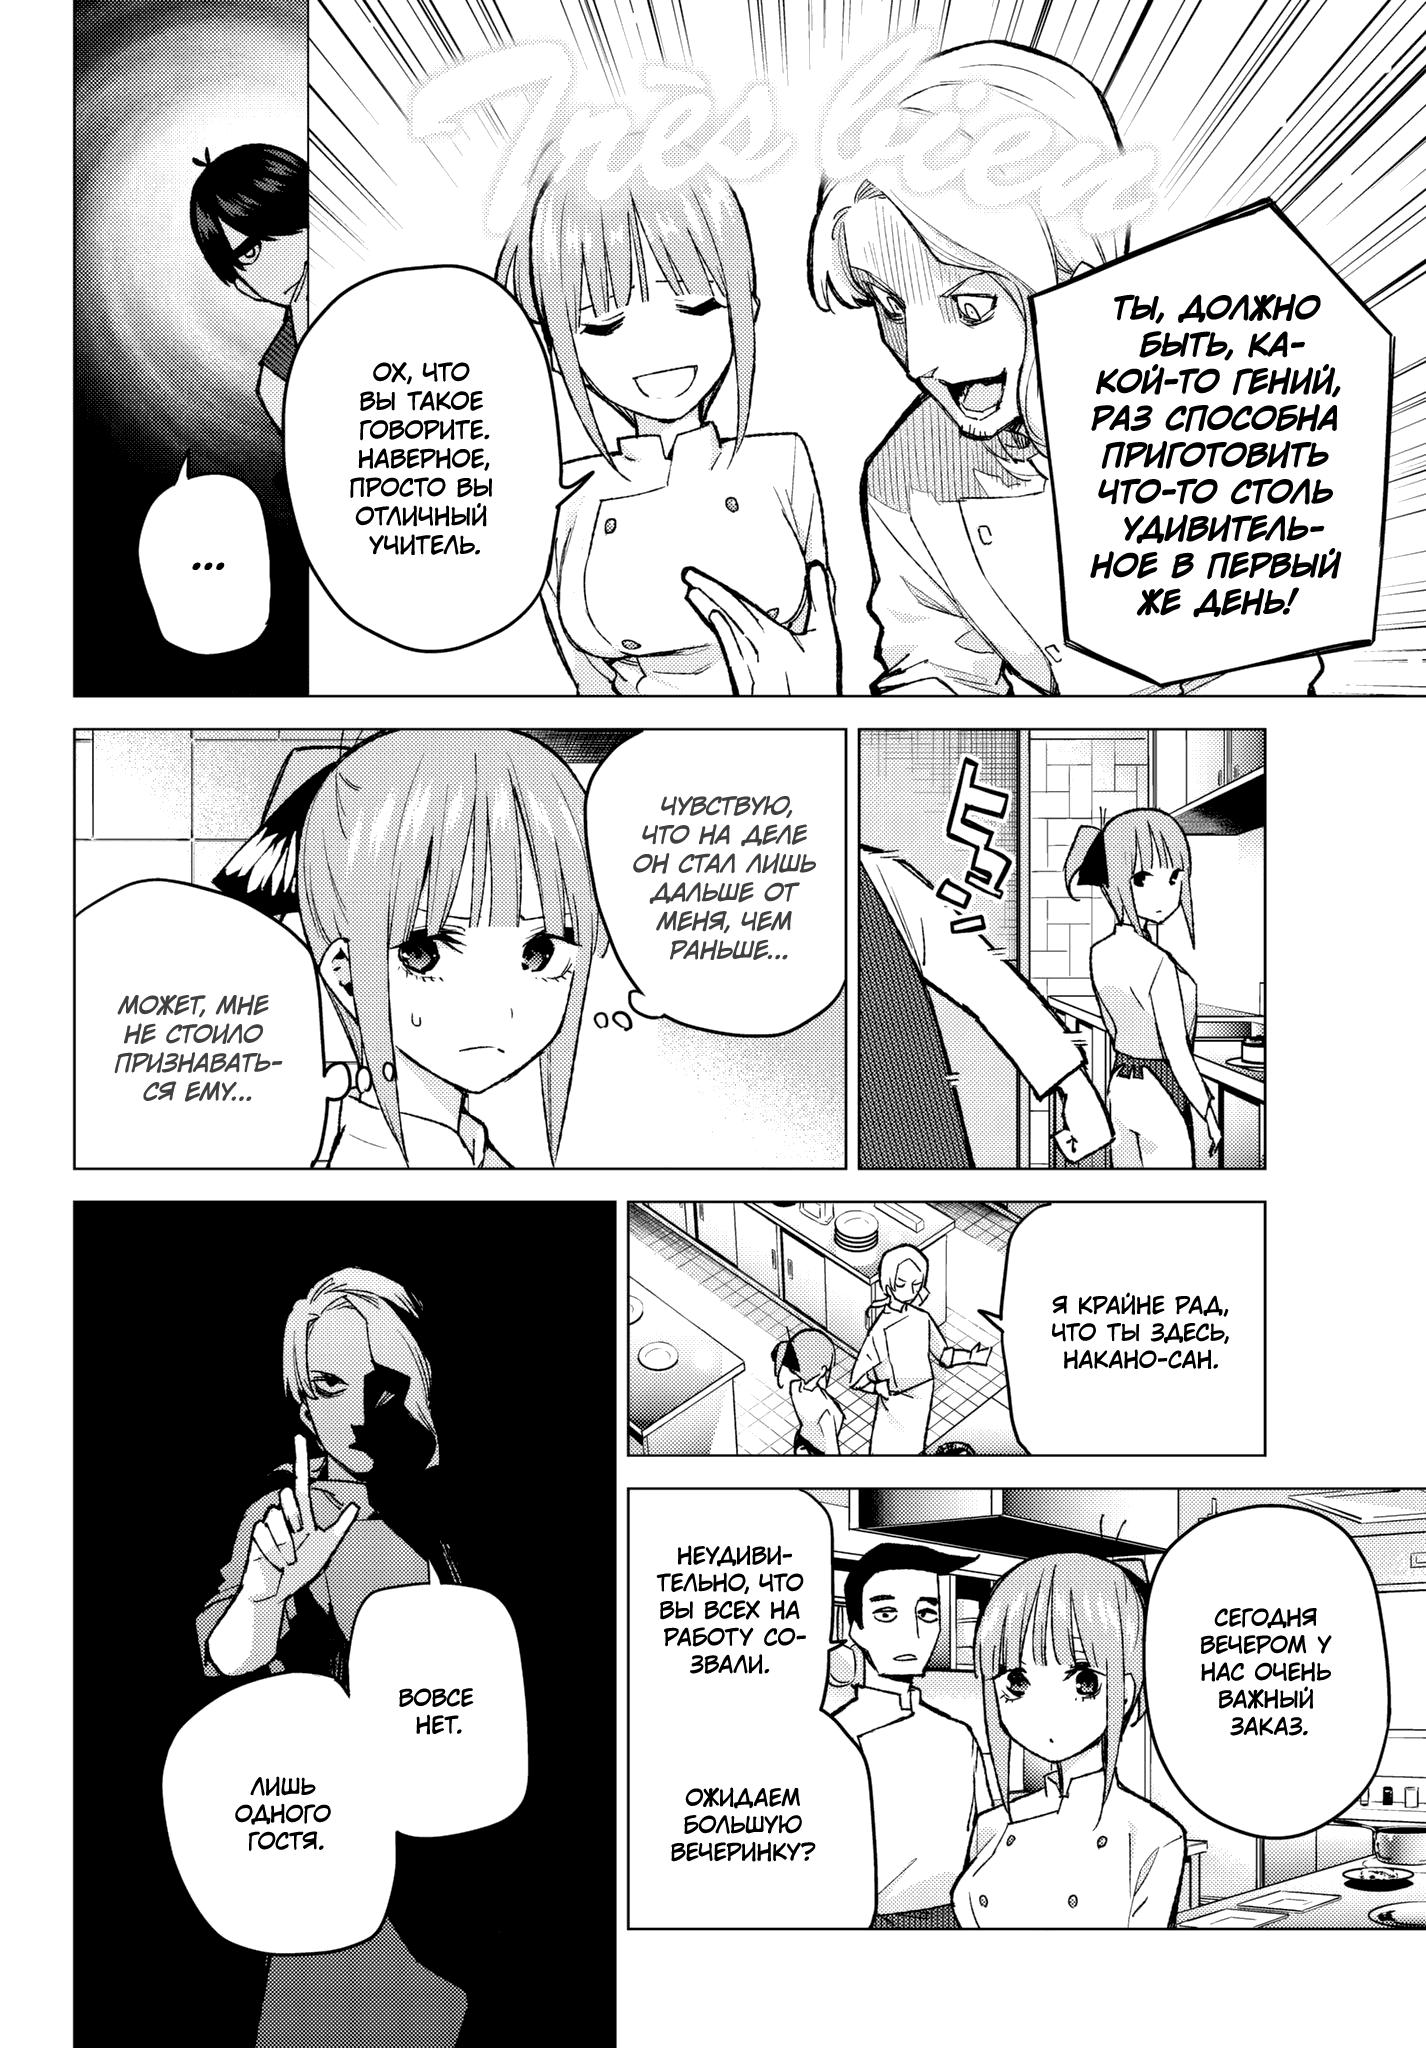 Très bien
ТЫ, ДОЛЖНО
БЫТЬ, КА-
КОЙ-ТО ГЕНИЙ,
РАЗ СПОСОБНА
ПРИГОТОВИТЬ
ЧТО-ТО СТОЛЬ
УДИВИТЕЛЬ-
НОЕ В ПЕРВЫЙ
ЖЕ ДЕНЬ!
ОХ, ЧТО
ВЫ ТАКОЕ
ГОВОРИТЕ.
НАВЕРНОЕ,
ПРОСТО ВЫ
ОТЛИЧНЫЙ
УЧИТЕЛЬ.
...
トコ
トコ
ЧУВСТВУЮ,
ЧТО НА ДЕЛЕ
ОН СТАЛ ЛИШЬ
ДАЛЬШЕ ОТ
МЕНЯ, ЧЕМ
РАНЬШЕ...
МОЖЕТ, МНЕ
НЕ СТОИЛО
ПРИЗНАВАТЬ-
СЯ ЕМУ...
Я КРАЙНЕ РАД,
ЧТО ТЫ ЗДЕСЬ,
НАКАНО-САН.
СЕГОДНЯ
ВЕЧЕРОМ У
НАС ОЧЕНЬ
ВАЖНЫЙ
ЗАКАЗ.
НЕУДИВИ-
ТЕЛЬНО, ЧТО
ВЫ ВСЕХ НА
РАБОТУ СО-
ЗВАЛИ.
ОЖИДАЕМ
БОЛЬШУЮ
ВЕЧЕРИНКУ?
ВОВСЕ
НЕТ.
ЛИШЬ
ОДНОГО
ГОСТЯ.